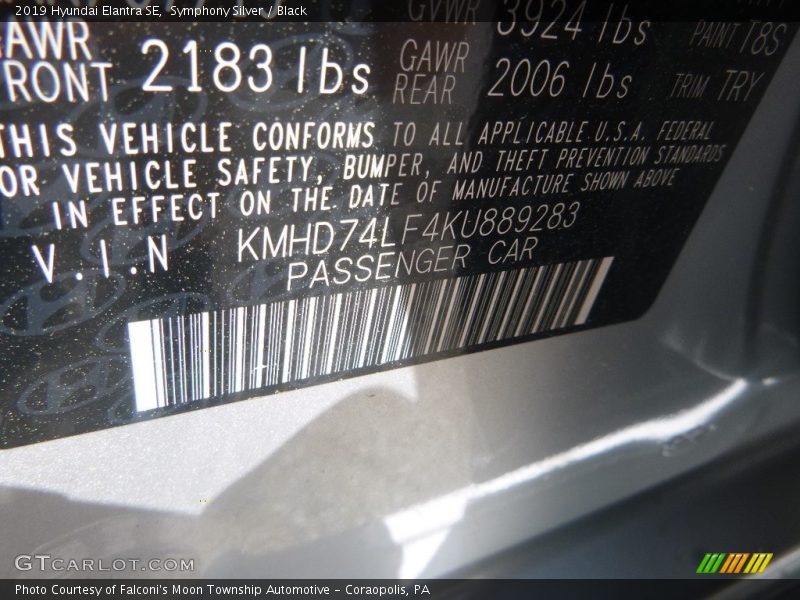 2019 Hyundai Elantra SE, Symphony Silver / Black
GVWR 3924 lbs PAINT T8S
GAWR FRONT 2183 lbs GAWR REAR 2006 lbs TRIM TRY
THIS VEHICLE CONFORMS TO ALL APPLICABLE U.S.A. FEDERAL
OR VEHICLE SAFETY, BUMPER, AND THEFT PREVENTION STANDARDS
IN EFFECT ON THE DATE OF MANUFACTURE SHOWN ABOVE
V.I.N KMHD74LF4KU889283
PASSENGER CAR
GTCARLOT.COM
Photo Courtesy of Falconi's Moon Township Automotive – Coraopolis, PA